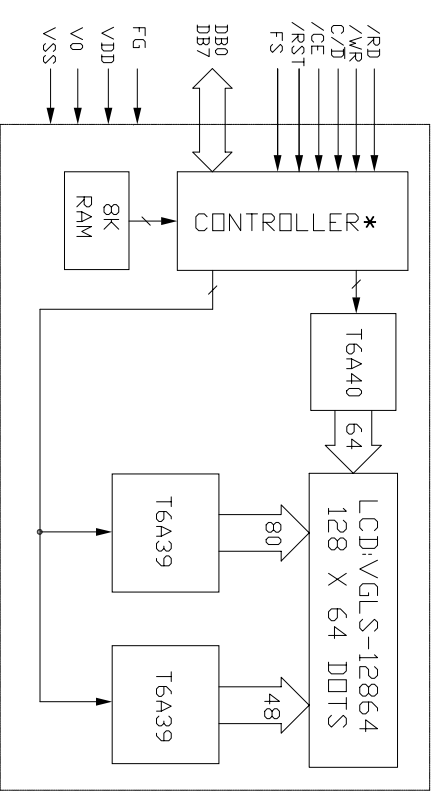 /RD
/WR
C/D
/CE
/RST
FS
DB0
DB7
FG
VDD
V0
VSS
CONTROLLER*
8K
RAM
T6A40
64
LCD:VGLS-12864
128 X 64 DOTS
80
48
T6A39
T6A39